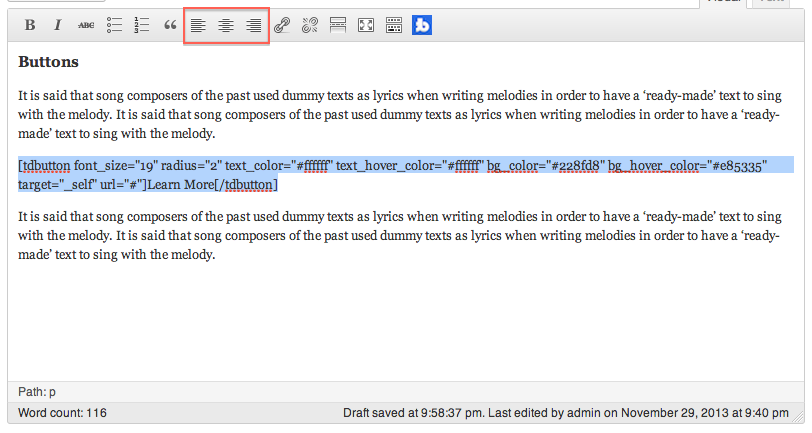 B I ABC
Buttons
It is said that song composers of the past used dummy texts as lyrics when writing melodies in order to have a ‘ready-made’ text to sing
with the melody. It is said that song composers of the past used dummy texts as lyrics when writing melodies in order to have a ‘ready-
made’ text to sing with the melody.
[tdbutton font_size="19" radius="2" text_color="#ffffff" text_hover_color="#ffffff" bg_color="#228fd8" bg_hover_color="#e85335"
target="_self" url="#"]Learn More[/tdbutton]
It is said that song composers of the past used dummy texts as lyrics when writing melodies in order to have a ‘ready-made’ text to sing
with the melody. It is said that song composers of the past used dummy texts as lyrics when writing melodies in order to have a ‘ready-
made’ text to sing with the melody.
Path: p
Word count: 116 Draft saved at 9:58:37 pm. Last edited by admin on November 29, 2013 at 9:40 pm